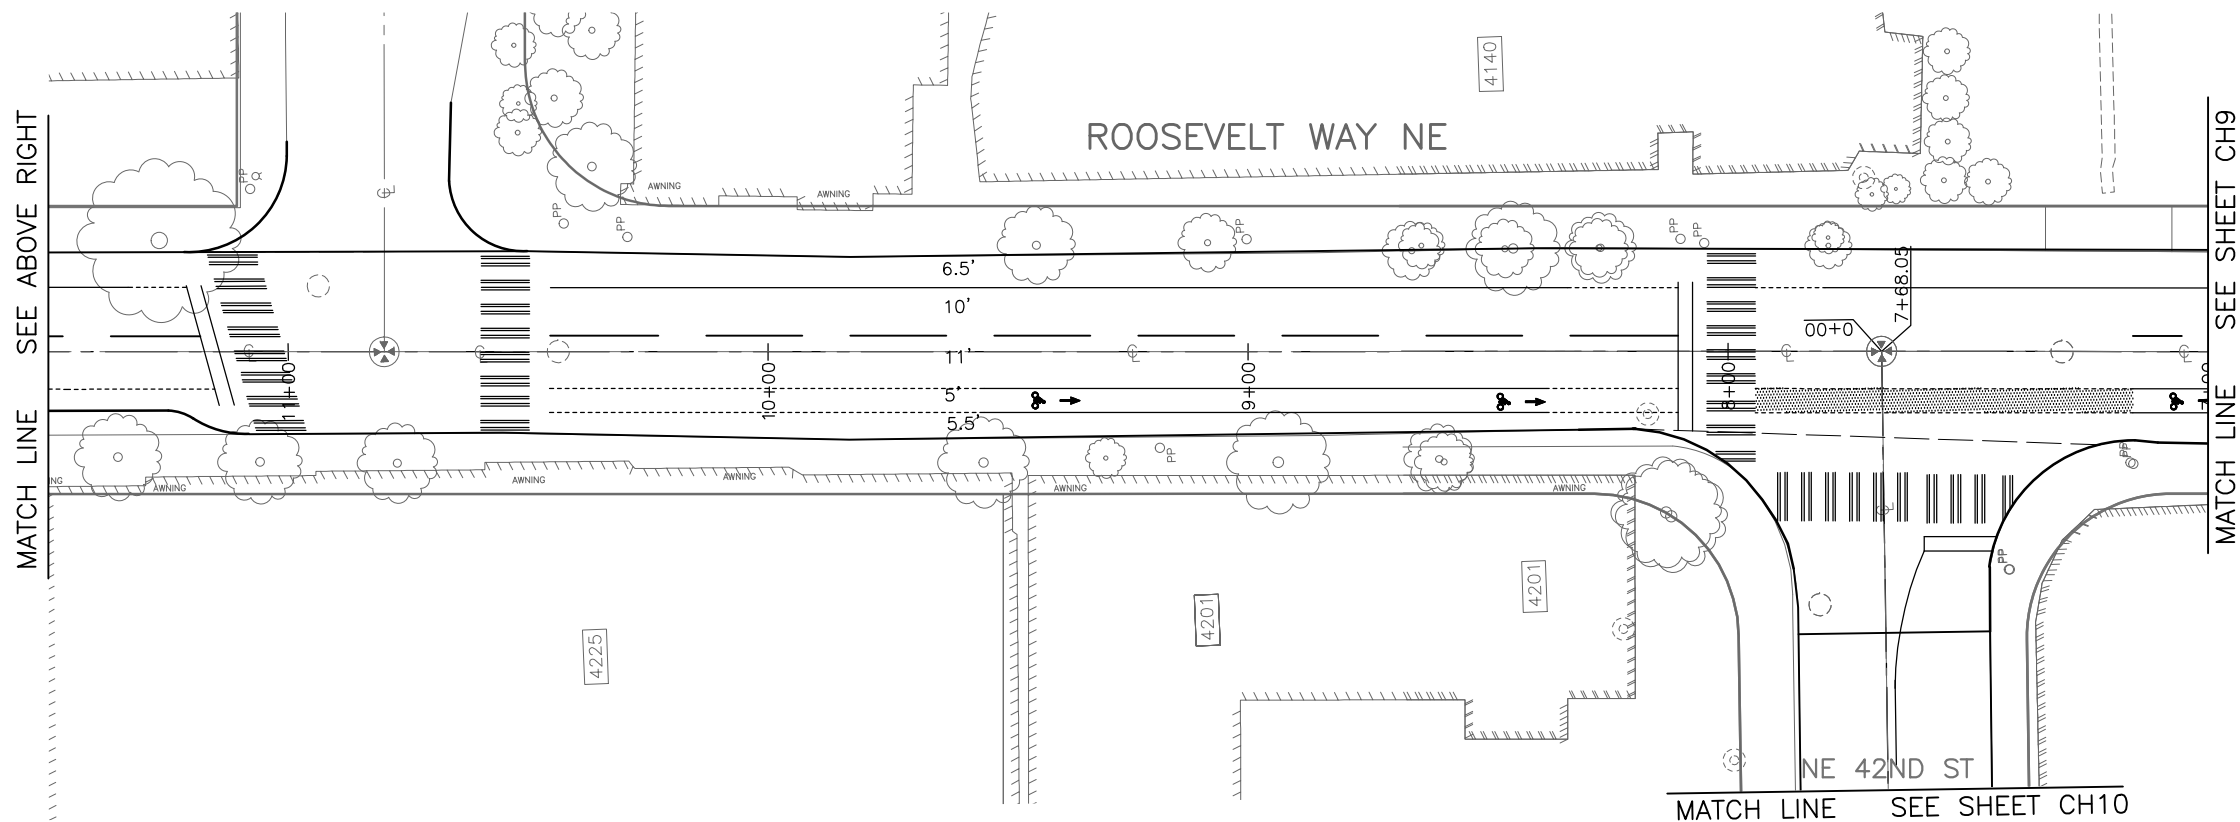 MATCH LINE SEE ABOVE RIGHT
PP
4140
ROOSEVELT WAY NE
AWNING
AWNING
PP
PP
PP
PP
PP
6.5'
10'
11'
5'
5.5'
11+00
10+00
9+00
8+00
00+0
7+68.05
MATCH LINE SEE SHEET CH9
AWNING
AWNING
AWNING
AWNING
AWNING
PP
PP
PP
4225
4201
4201
NE 42ND ST
MATCH LINE SEE SHEET CH10